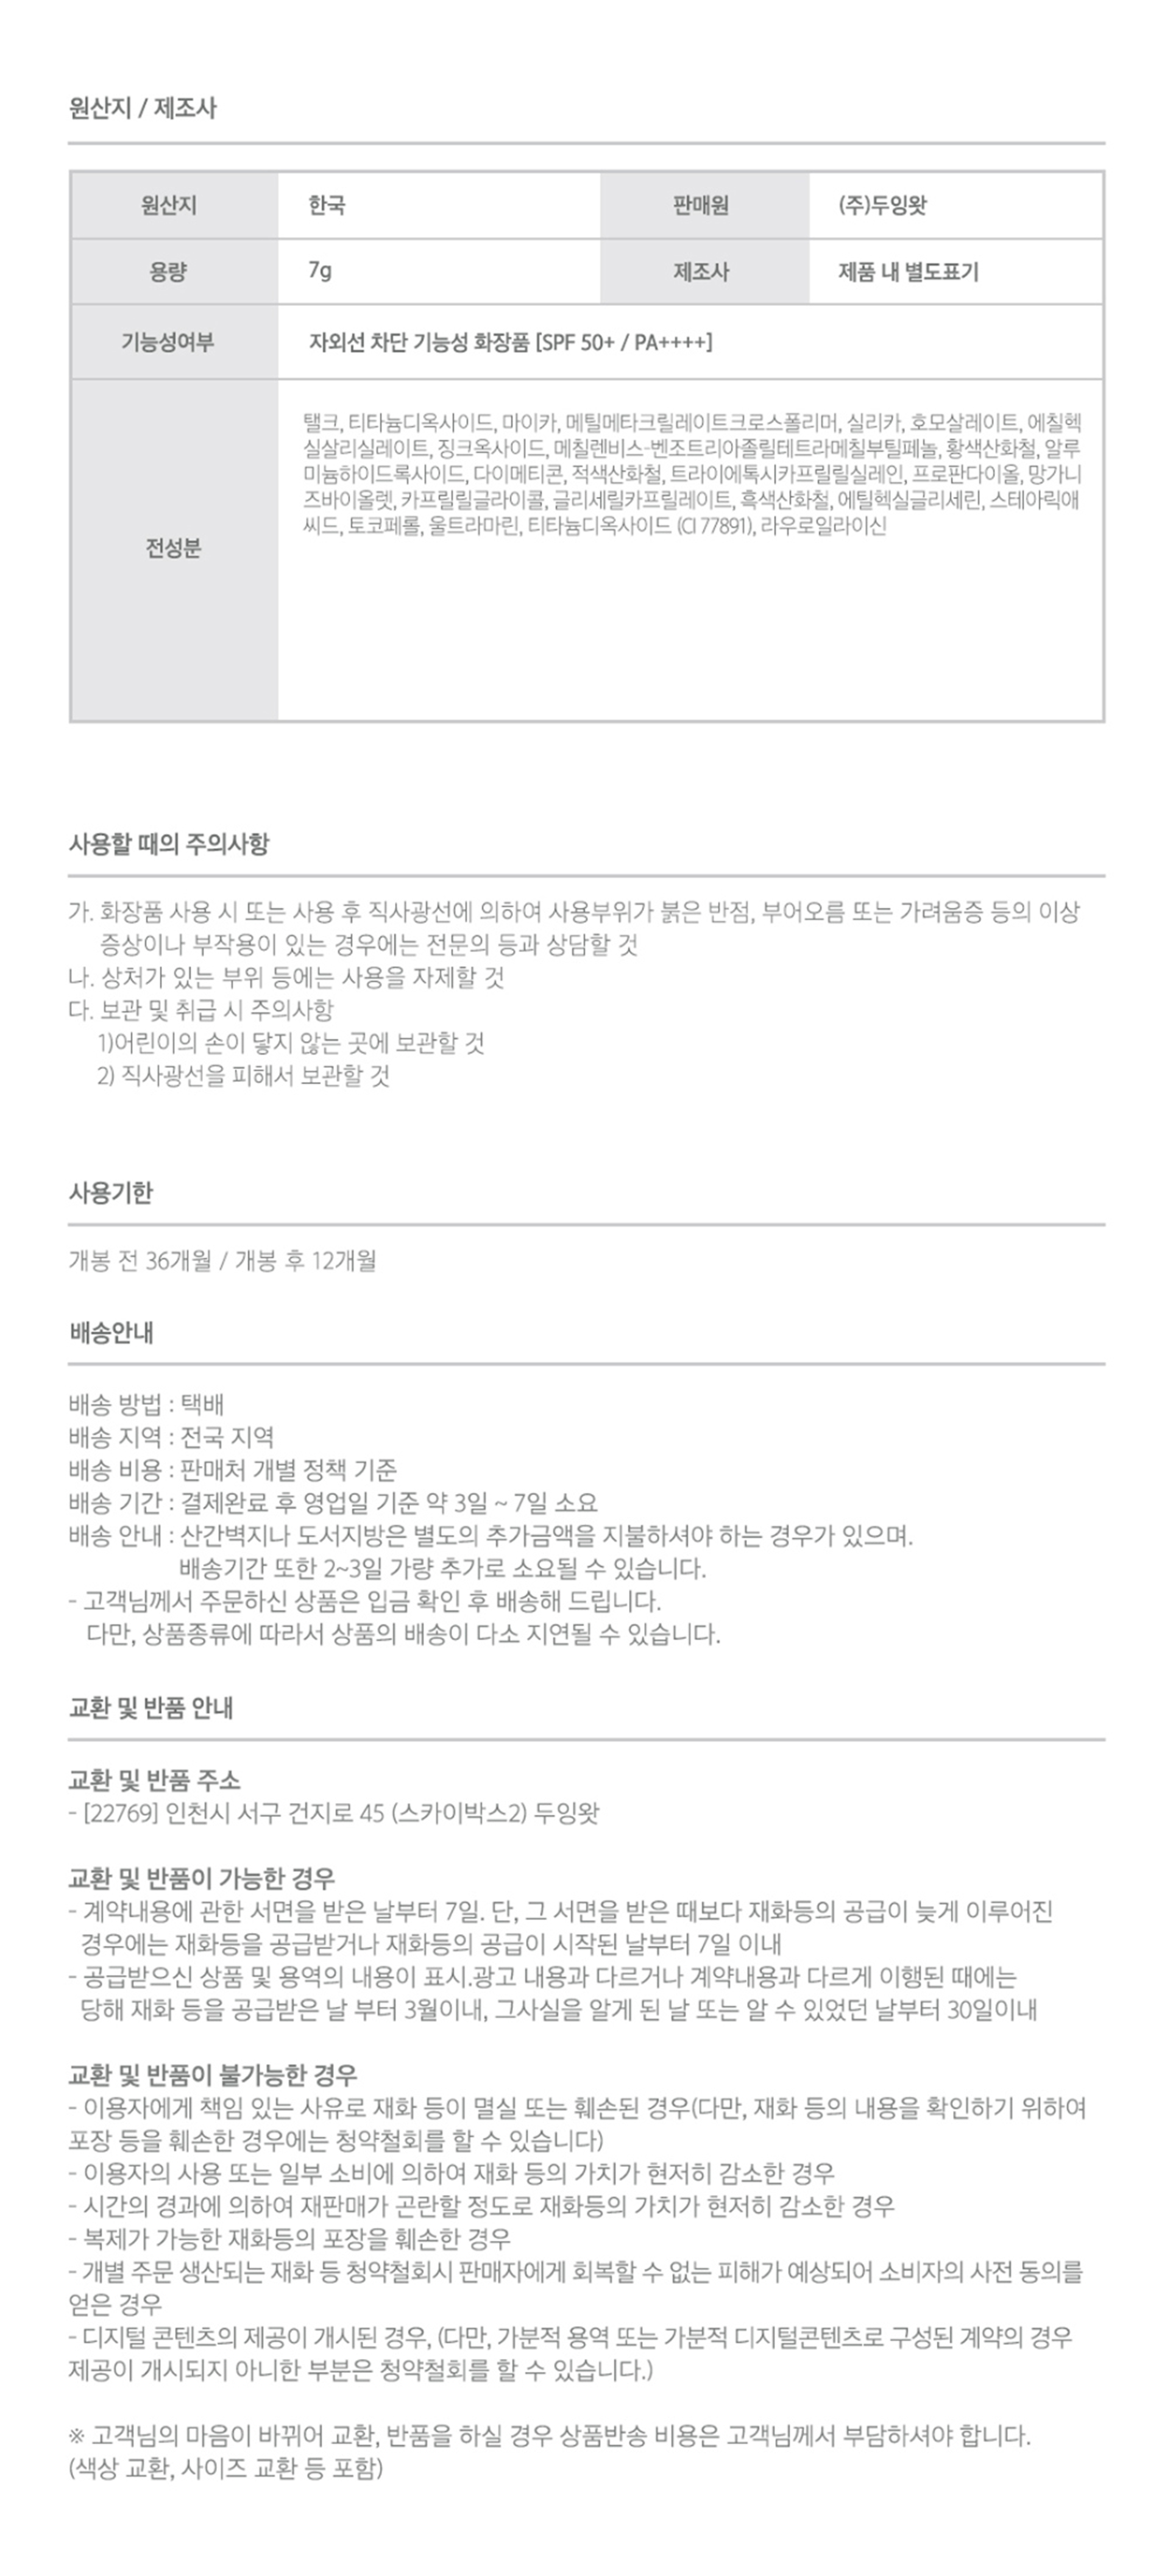 원산지 / 제조사
원산지 한국 판매원 (주)두잉왓
용량 7g 제조사 제품 내 별도표기
기능성여부 자외선 차단 기능성 화장품 [SPF 50+ / PA++++]
전성분
탤크, 티타늄디옥사이드, 마이카, 메틸메타크릴레이트크로스폴리머, 실리카, 호모살레이트, 에칠헥
실살리실레이트, 징크옥사이드, 메칠렌비스-벤조트리아졸릴테트라메칠부틸페놀, 황색산화철, 알루
미늄하이드록사이드, 다이메티콘, 적색산화철, 트라이에톡시카프릴릴실레인, 프로판다이올, 망가니
즈바이올렛, 카프릴릴글라이콜, 글리세릴카프릴레이트, 흑색산화철, 에틸헥실글리세린, 스테아릭애
씨드, 토코페롤, 울트라마린, 티타늄디옥사이드 (CI 77891), 라우로일라이신
사용할 때의 주의사항
가. 화장품 사용 시 또는 사용 후 직사광선에 의하여 사용부위가 붉은 반점, 부어오름 또는 가려움증 등의 이상
증상이나 부작용이 있는 경우에는 전문의 등과 상담할 것
나. 상처가 있는 부위 등에는 사용을 자제할 것
다. 보관 및 취급 시 주의사항
1)어린이의 손이 닿지 않는 곳에 보관할 것
2) 직사광선을 피해서 보관할 것
사용기한
개봉 전 36개월 / 개봉 후 12개월
배송안내
배송 방법 : 택배
배송 지역 : 전국 지역
배송 비용 : 판매처 개별 정책 기준
배송 기간 : 결제완료 후 영업일 기준 약 3일 ~ 7일 소요
배송 안내 : 산간벽지나 도서지방은 별도의 추가금액을 지불하셔야 하는 경우가 있으며.
배송기간 또한 2~3일 가량 추가로 소요될 수 있습니다.
- 고객님께서 주문하신 상품은 입금 확인 후 배송해 드립니다.
다만, 상품종류에 따라서 상품의 배송이 다소 지연될 수 있습니다.
교환 및 반품 안내
교환 및 반품 주소
- [22769] 인천시 서구 건지로 45 (스카이박스2) 두잉왓
교환 및 반품이 가능한 경우
- 계약내용에 관한 서면을 받은 날부터 7일. 단, 그 서면을 받은 때보다 재화등의 공급이 늦게 이루어진
경우에는 재화등을 공급받거나 재화등의 공급이 시작된 날부터 7일 이내
- 공급받으신 상품 및 용역의 내용이 표시.광고 내용과 다르거나 계약내용과 다르게 이행된 때에는
당해 재화 등을 공급받은 날 부터 3월이내, 그사실을 알게 된 날 또는 알 수 있었던 날부터 30일이내
교환 및 반품이 불가능한 경우
- 이용자에게 책임 있는 사유로 재화 등이 멸실 또는 훼손된 경우(다만, 재화 등의 내용을 확인하기 위하여
포장 등을 훼손한 경우에는 청약철회를 할 수 있습니다)
- 이용자의 사용 또는 일부 소비에 의하여 재화 등의 가치가 현저히 감소한 경우
- 시간의 경과에 의하여 재판매가 곤란할 정도로 재화등의 가치가 현저히 감소한 경우
- 복제가 가능한 재화등의 포장을 훼손한 경우
- 개별 주문 생산되는 재화 등 청약철회시 판매자에게 회복할 수 없는 피해가 예상되어 소비자의 사전 동의를
얻은 경우
- 디지털 콘텐츠의 제공이 개시된 경우, (다만, 가분적 용역 또는 가분적 디지털콘텐츠로 구성된 계약의 경우
제공이 개시되지 아니한 부분은 청약철회를 할 수 있습니다.)
※ 고객님의 마음이 바뀌어 교환, 반품을 하실 경우 상품반송 비용은 고객님께서 부담하셔야 합니다.
(색상 교환, 사이즈 교환 등 포함)